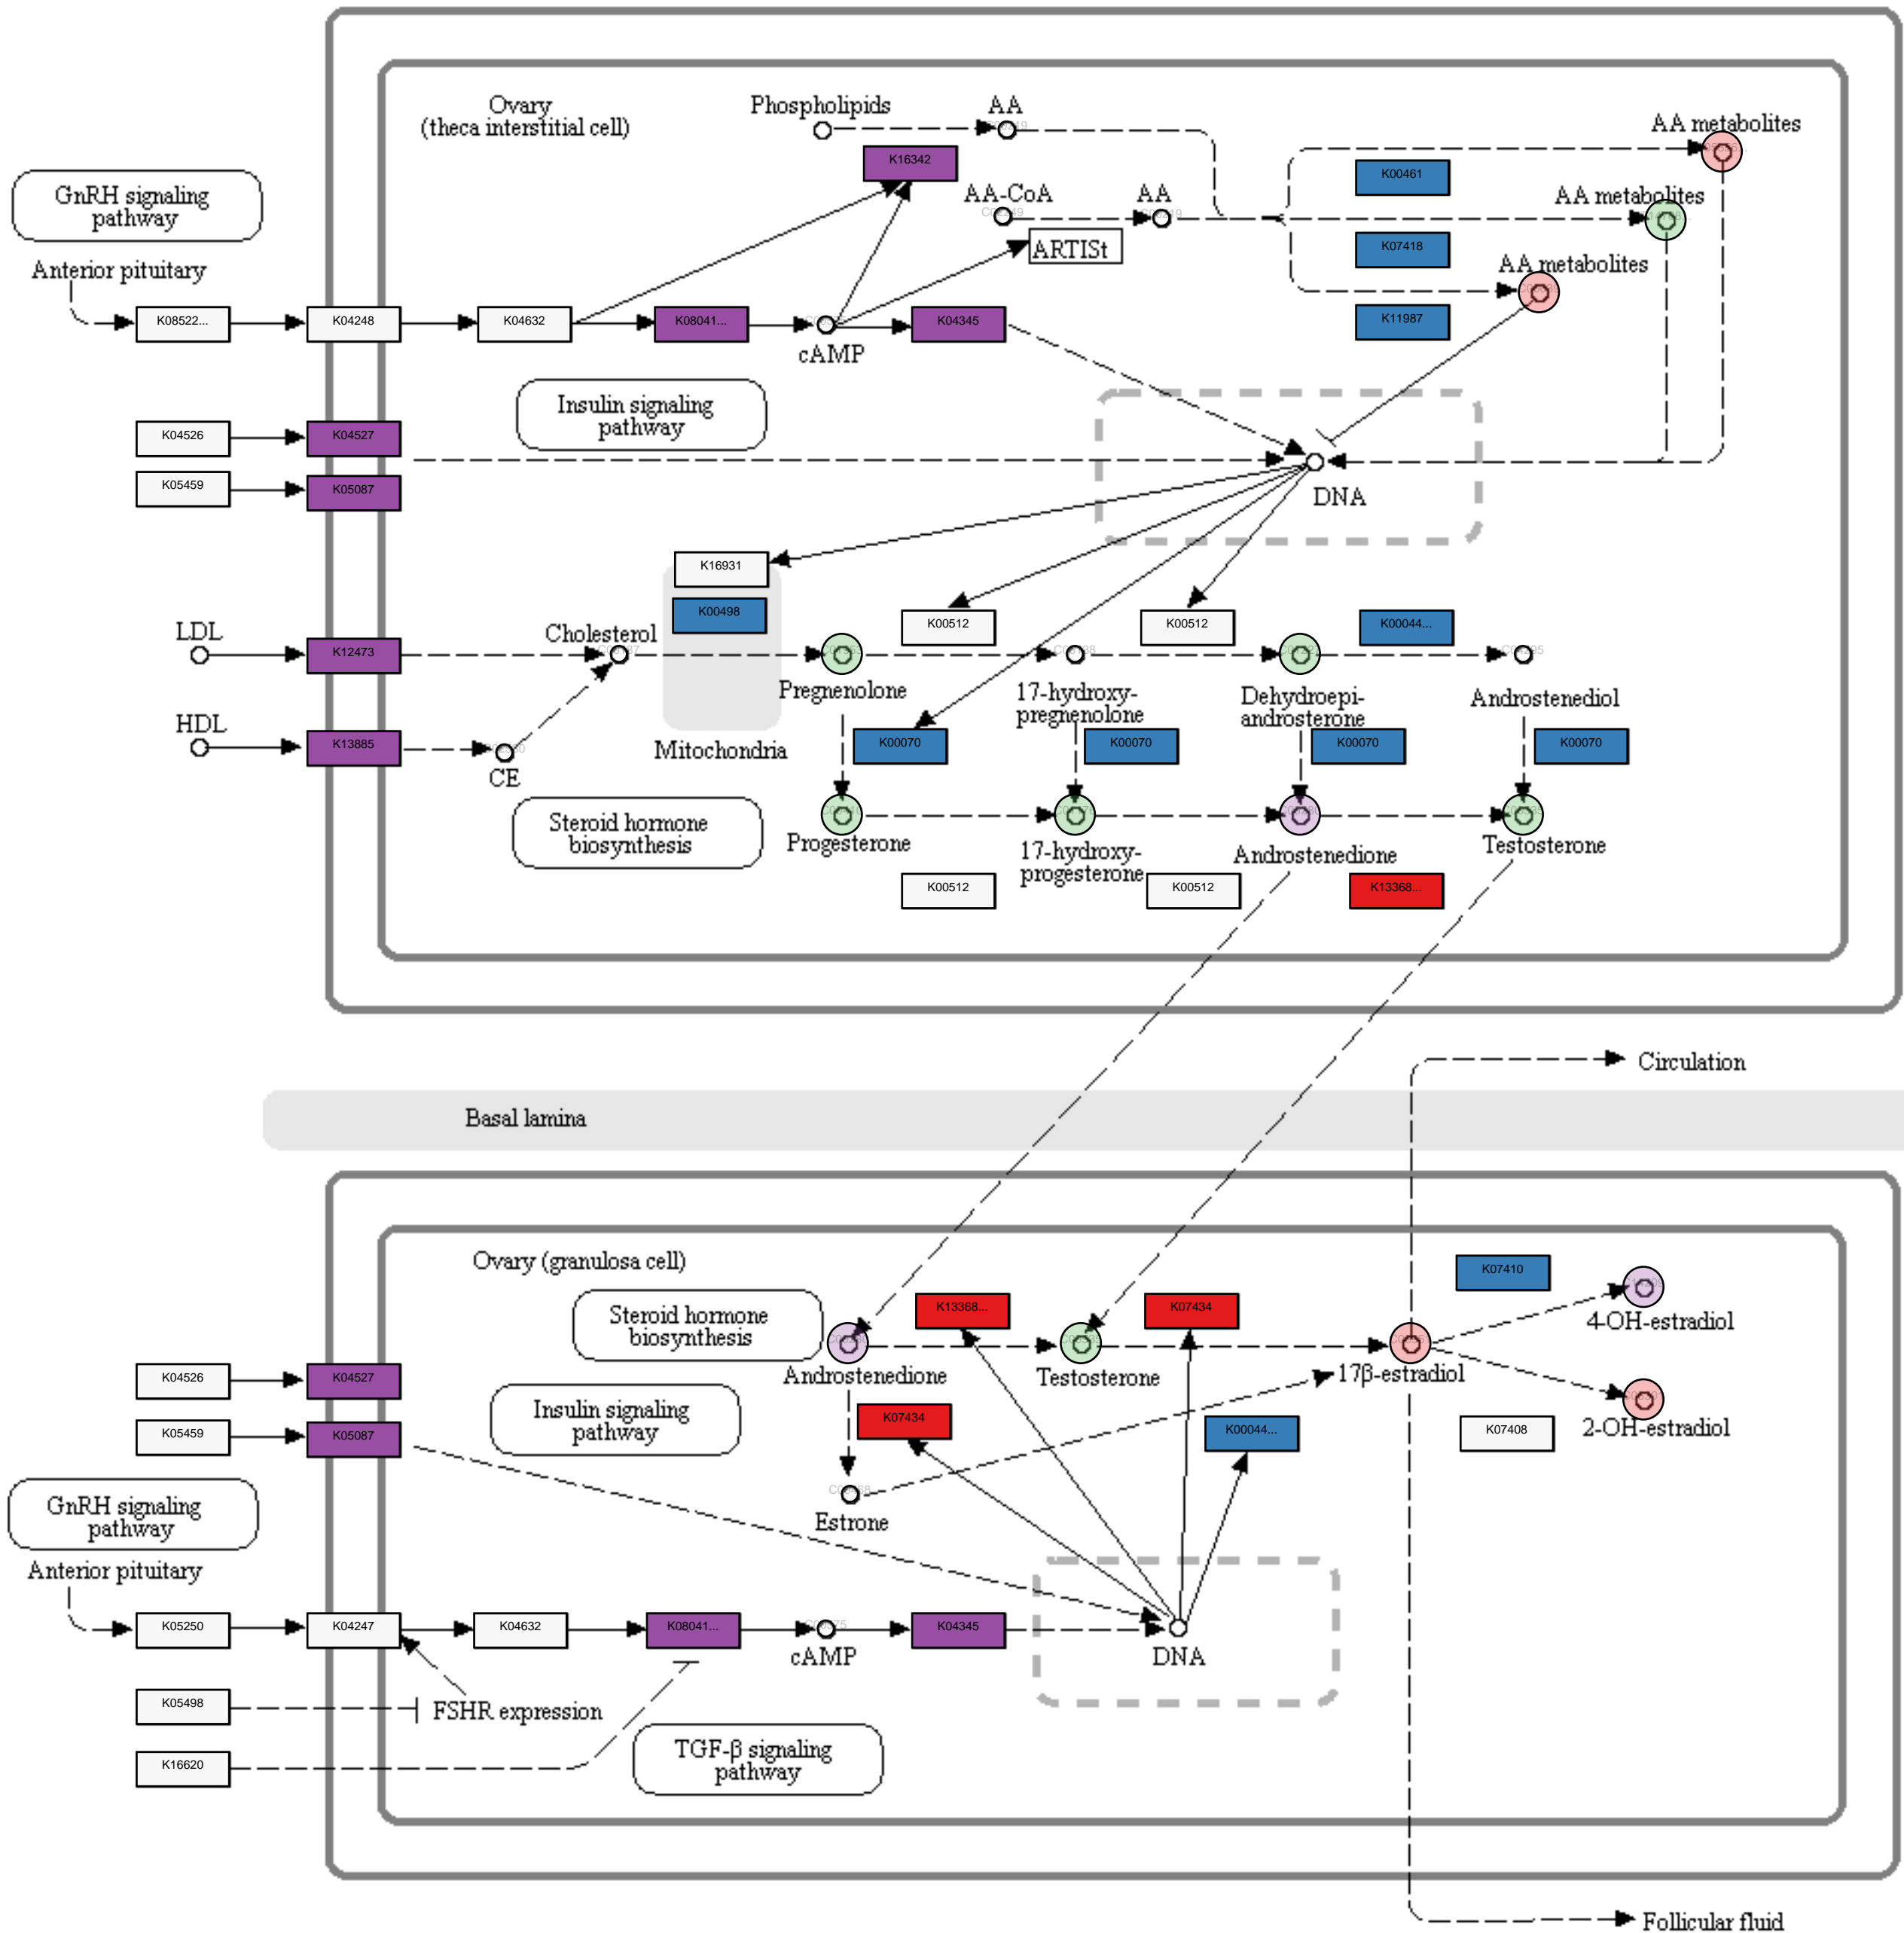 Ovary
(theca interstitial cell)
Phospholipids
AA
AA metabolites
K16342
K00461
GnRH signaling
pathway
AA-CoA
AA
AA metabolites
ARTISt
K07418
Anterior pituitary
AA metabolites
K08522...
K04248
K04632
K08041...
K04345
K11987
cAMP
Insulin signaling
pathway
K04526
K04527
K05459
K05087
DNA
K16931
K00498
K00512
K00512
K00044...
LDL
Cholesterol
K12473
Pregnenolone
17-hydroxy-
pregnenolone
Dehydroepi-
androsterone
Androstenediol
HDL
K13885
Mitochondria
K00070
K00070
K00070
K00070
CE
Steroid hormone
biosynthesis
Progesterone
17-hydroxy-
progesterone
Androstenedione
Testosterone
K00512
K00512
K13368...
Circulation
Basal lamina
Ovary (granulosa cell)
K07410
Steroid hormone
biosynthesis
K13368...
K07434
4-OH-estradiol
K04526
K04527
Androstenedione
Testosterone
17β-estradiol
Insulin signaling
pathway
K07434
K00044...
K07408
2-OH-estradiol
K05459
K05087
GnRH signaling
pathway
Estrone
Anterior pituitary
K05250
K04247
K04632
K08041...
K04345
cAMP
DNA
K05498
FSHR expression
K16620
TGF-β signaling
pathway
Follicular fluid